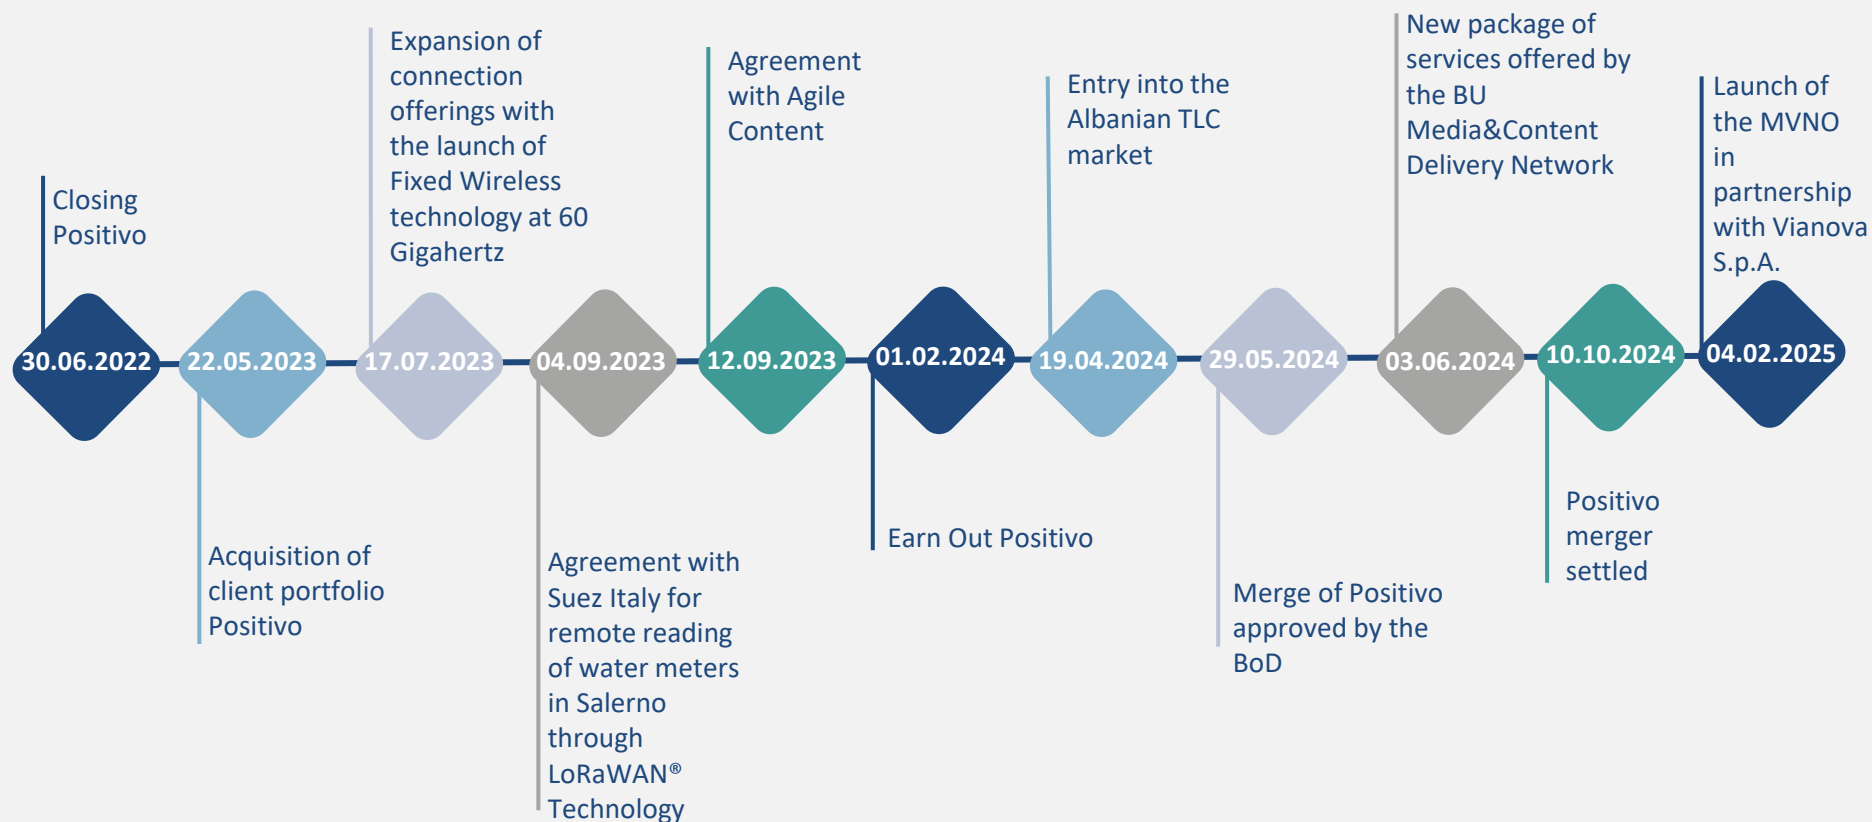 Closing
Positivo
30.06.2022
22.05.2023
Acquisition of
client portfolio
Positivo
Expansion of
connection
offerings with
the launch of
Fixed Wireless
technology at 60
Gigahertz
17.07.2023
04.09.2023
Agreement with
Suez Italy for
remote reading
of water meters
in Salerno
through
LoRaWAN®
Technology
Agreement
with Agile
Content
12.09.2023
01.02.2024
Earn Out Positivo
Entry into the
Albanian TLC
market
19.04.2024
29.05.2024
Merge of Positivo
approved by the
BoD
New package of
services offered by
the BU
Media&Content
Delivery Network
03.06.2024
10.10.2024
Positivo
merger
settled
Launch of
the MVNO
in
partnership
with Vianova
S.p.A.
04.02.2025